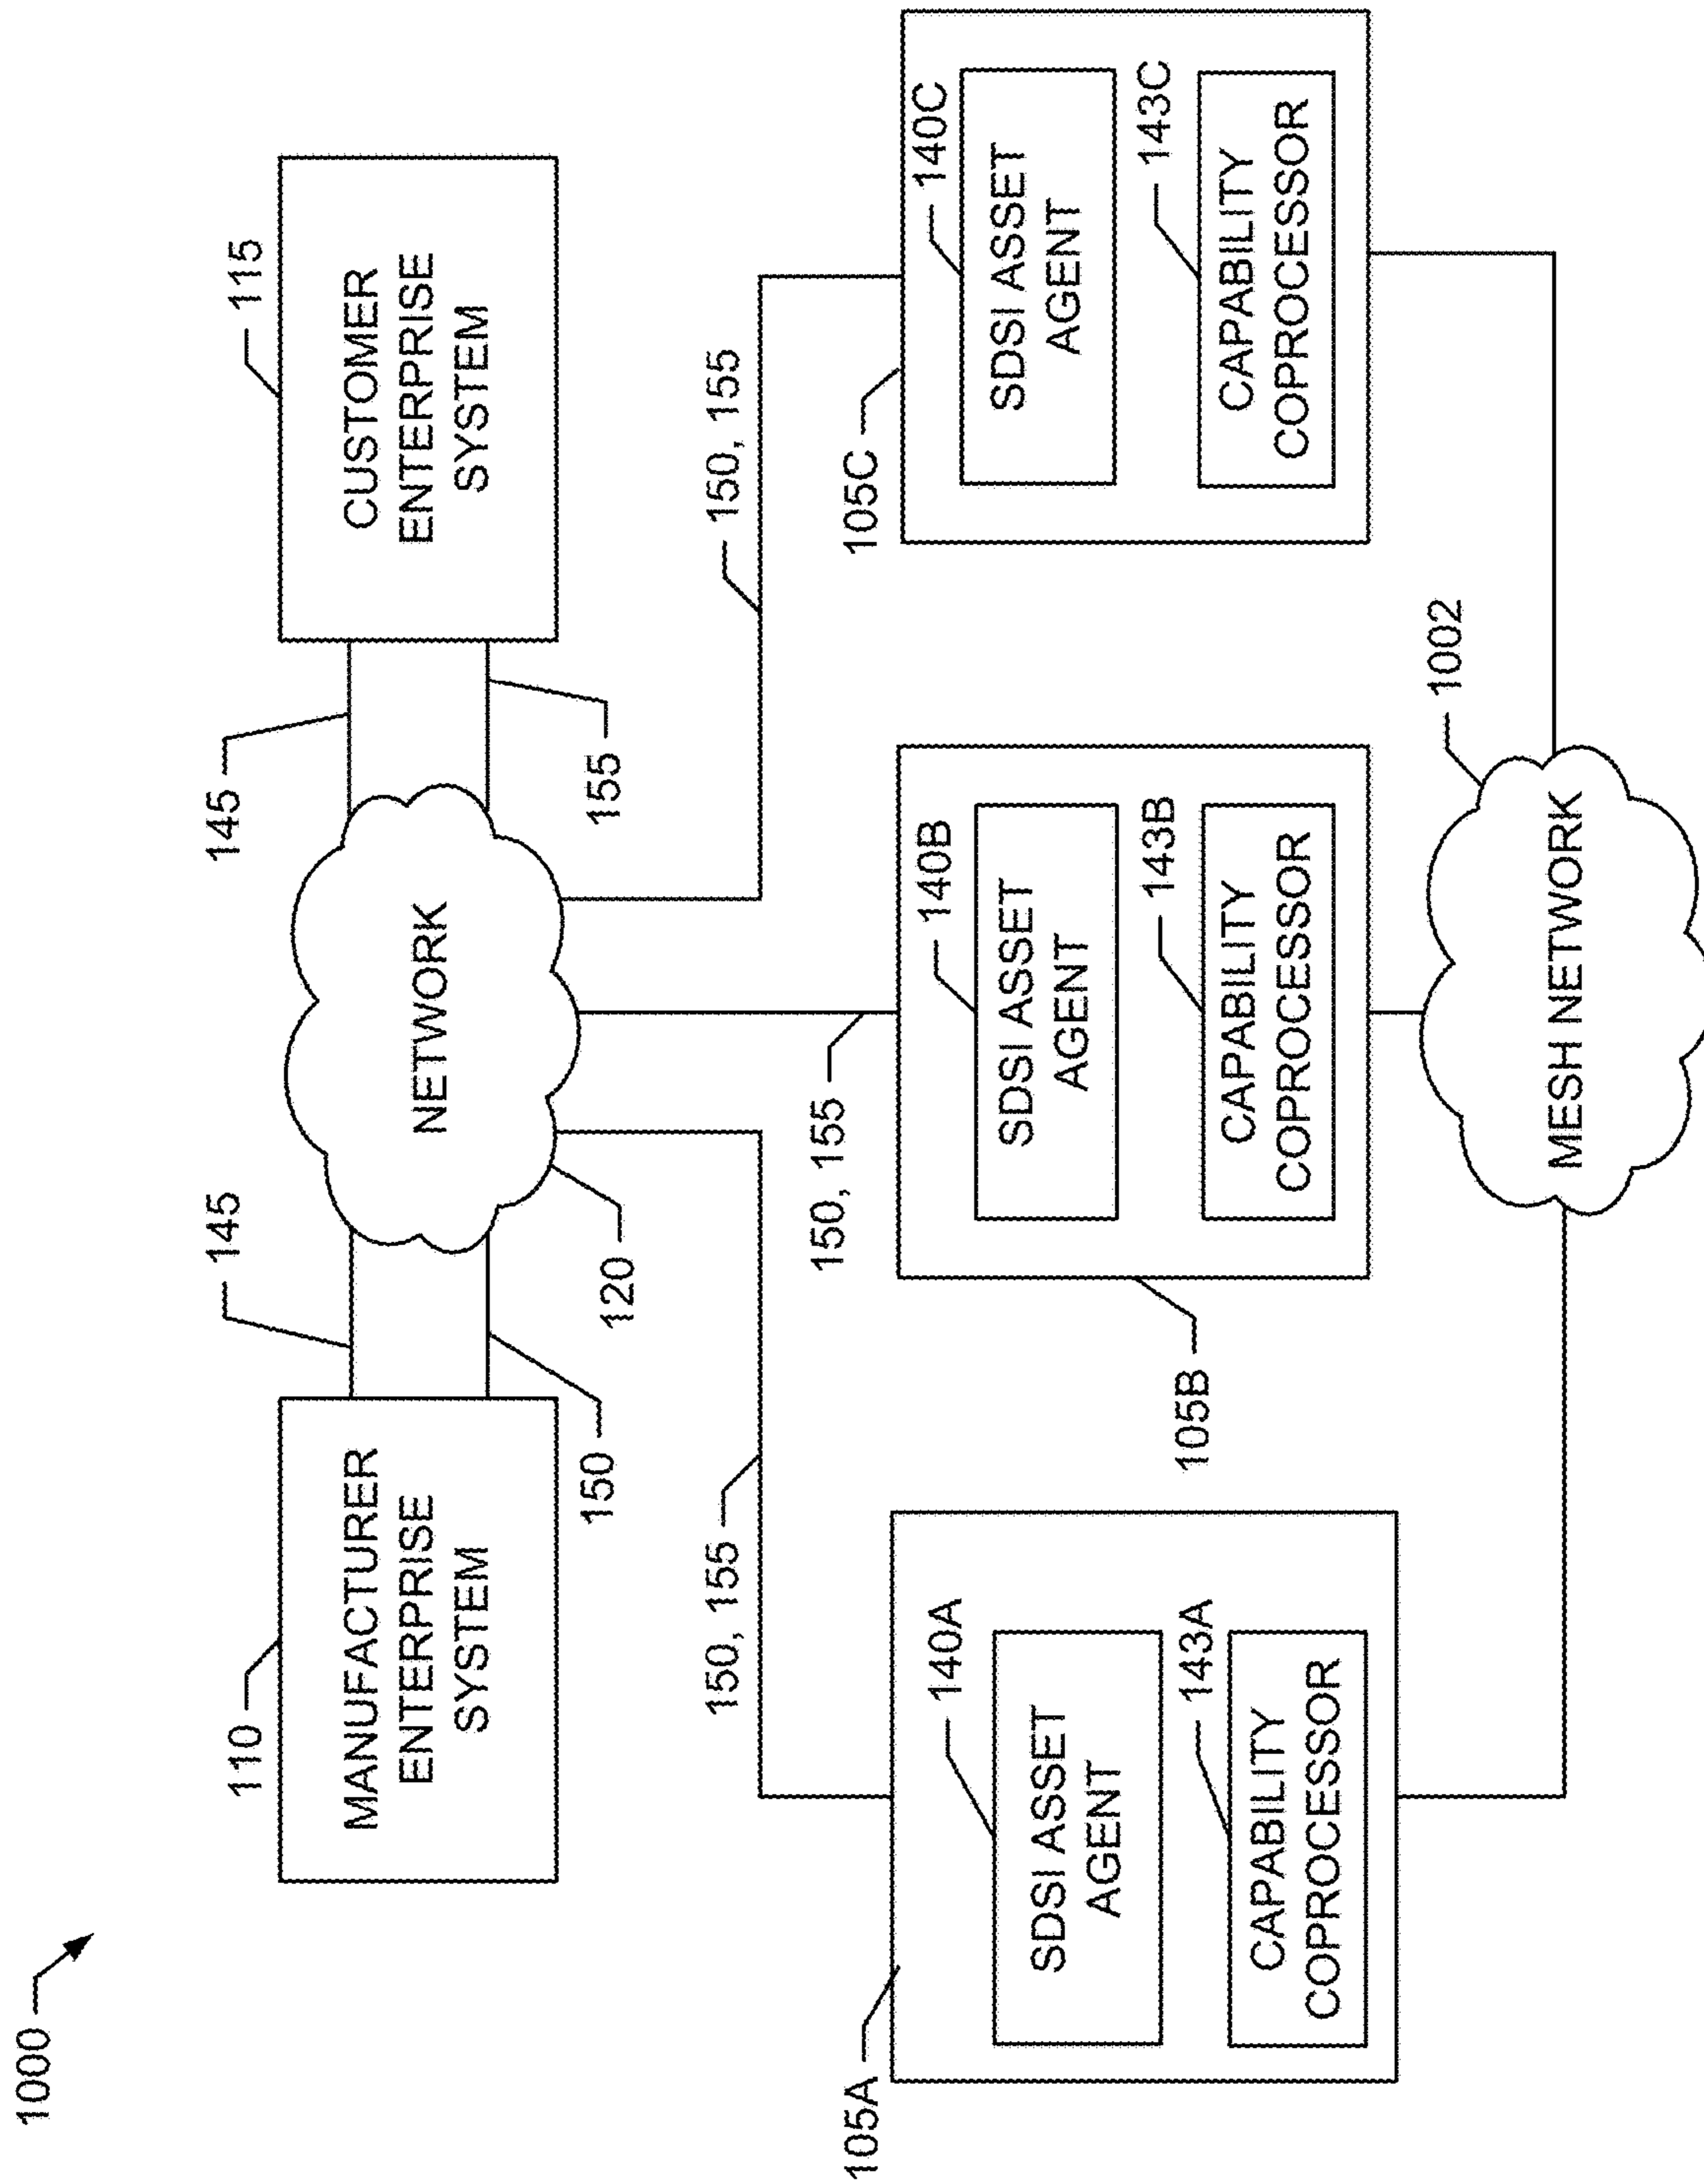 1000
110
MANUFACTURER
ENTERPRISE
SYSTEM
145
150
NETWORK
120
145
155
115
CUSTOMER
ENTERPRISE
SYSTEM
150, 155
150, 155
150, 155
105A
SDSI ASSET
AGENT
140A
CAPABILITY
COPROCESSOR
143A
105B
SDSI ASSET
AGENT
140B
CAPABILITY
COPROCESSOR
143B
105C
SDSI ASSET
AGENT
140C
CAPABILITY
COPROCESSOR
143C
MESH NETWORK
1002